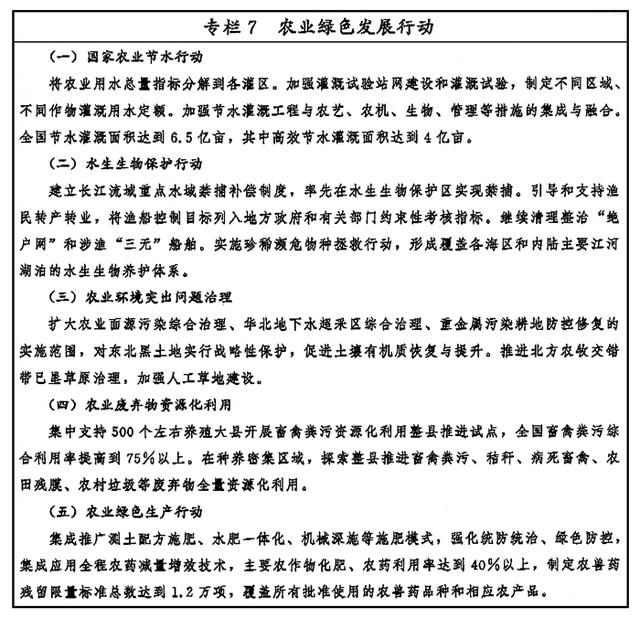 专栏7 农业绿色发展行动
（一）国家农业节水行动
将农业用水总量指标分解到各灌区。加强灌溉试验站网建设和灌溉试验，制定不同区域、
不同作物灌溉用水定额。加强节水灌溉工程与农艺、农机、生物、管理等措施的集成与融合。
全国节水灌溉面积达到6.5亿亩，其中高效节水灌溉面积达到4亿亩。
（二）水生生物保护行动
建立长江流域重点水域禁捕补偿制度，率先在水生生物保护区实现禁捕。引导和支持渔
民转产转业，将渔船控制目标列入地方政府和有关部门约束性考核指标。继续清理整治“绝
户网”和涉渔“三无”船舶。实施珍稀濒危物种拯救行动，形成覆盖各海区和内陆主要江河
湖泊的水生生物养护体系。
（三）农业环境突出问题治理
扩大农业面源污染综合治理、华北地下水超采区综合治理、重金属污染耕地防控修复的
实施范围，对东北黑土地实行战略性保护，促进土壤有机质恢复与提升。推进北方农牧交错
带已垦草原治理，加强人工草地建设。
（四）农业废弃物资源化利用
集中支持500个左右养殖大县开展畜禽粪污资源化利用整县推进试点，全国畜禽粪污综
合利用率提高到75%以上。在种养密集区域，探索整县推进畜禽粪污、秸秆、病死畜禽、农
田残膜、农村垃圾等废弃物全量资源化利用。
（五）农业绿色生产行动
集成推广测土配方施肥、水肥一体化、机械深施等施肥模式，强化统防统治、绿色防控，
集成应用全程农药减量增效技术，主要农作物化肥、农药利用率达到40%以上，制定农兽药
残留限量标准总数达到1.2万项，覆盖所有批准使用的农兽药品种和相应农产品。